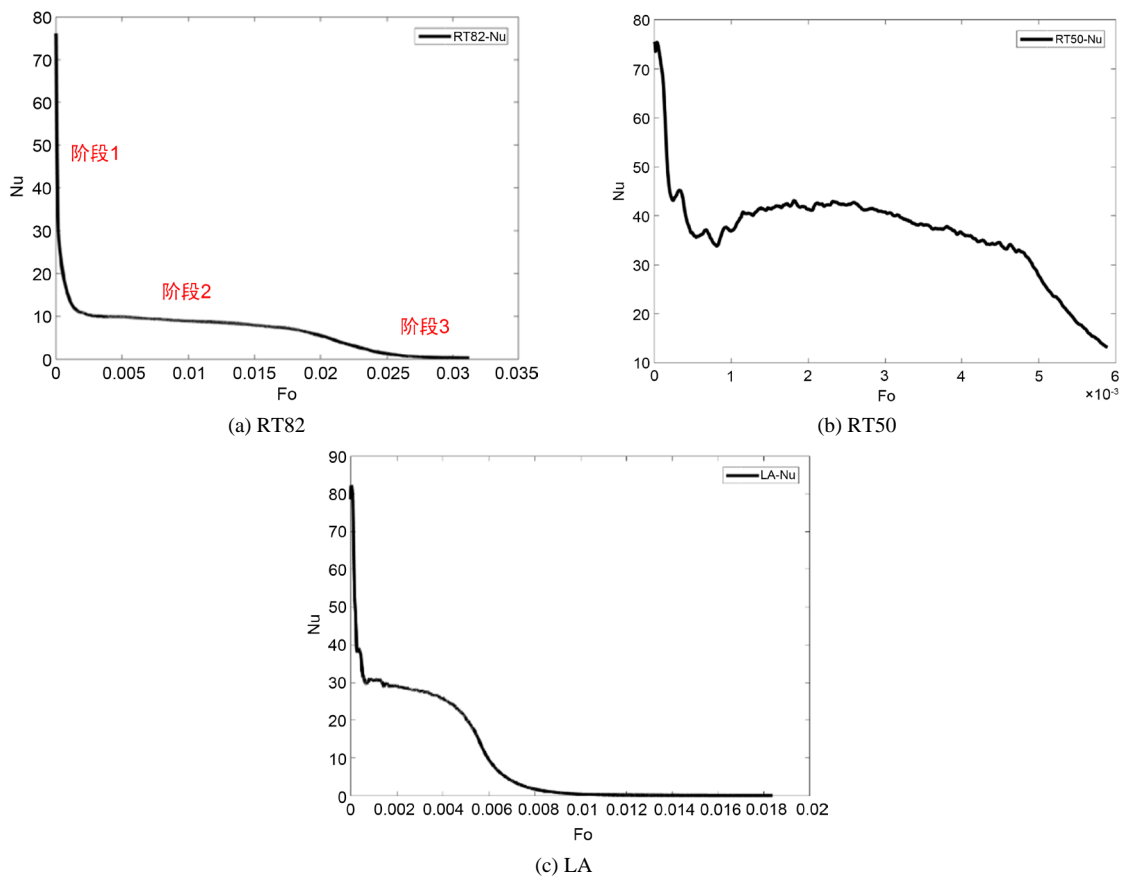 80
70
60
50
40
30
20
10
0
Nu
RT82-Nu
阶段1
阶段2
阶段3
0 0.005 0.01 0.015 0.02 0.025 0.03 0.035
Fo
(a) RT82
80
70
60
50
40
30
20
10
Nu
RT50-Nu
0 1 2 3 4 5 6
Fo
×10-3
(b) RT50
90
80
70
60
50
40
30
20
10
0
Nu
LA-Nu
0 0.002 0.004 0.006 0.008 0.01 0.012 0.014 0.016 0.018 0.02
Fo
(c) LA